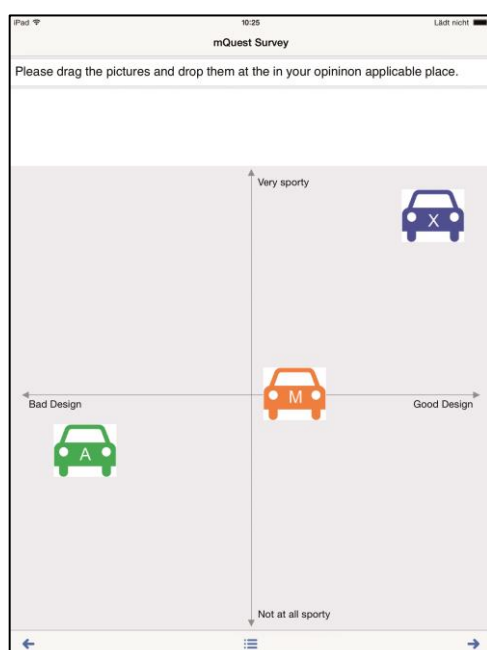 iPad 10:25 Lädt nicht
mQuest Survey
Please drag the pictures and drop them at the in your opininon applicable place.
Very sporty
X
M
Bad Design Good Design
A
Not at all sporty